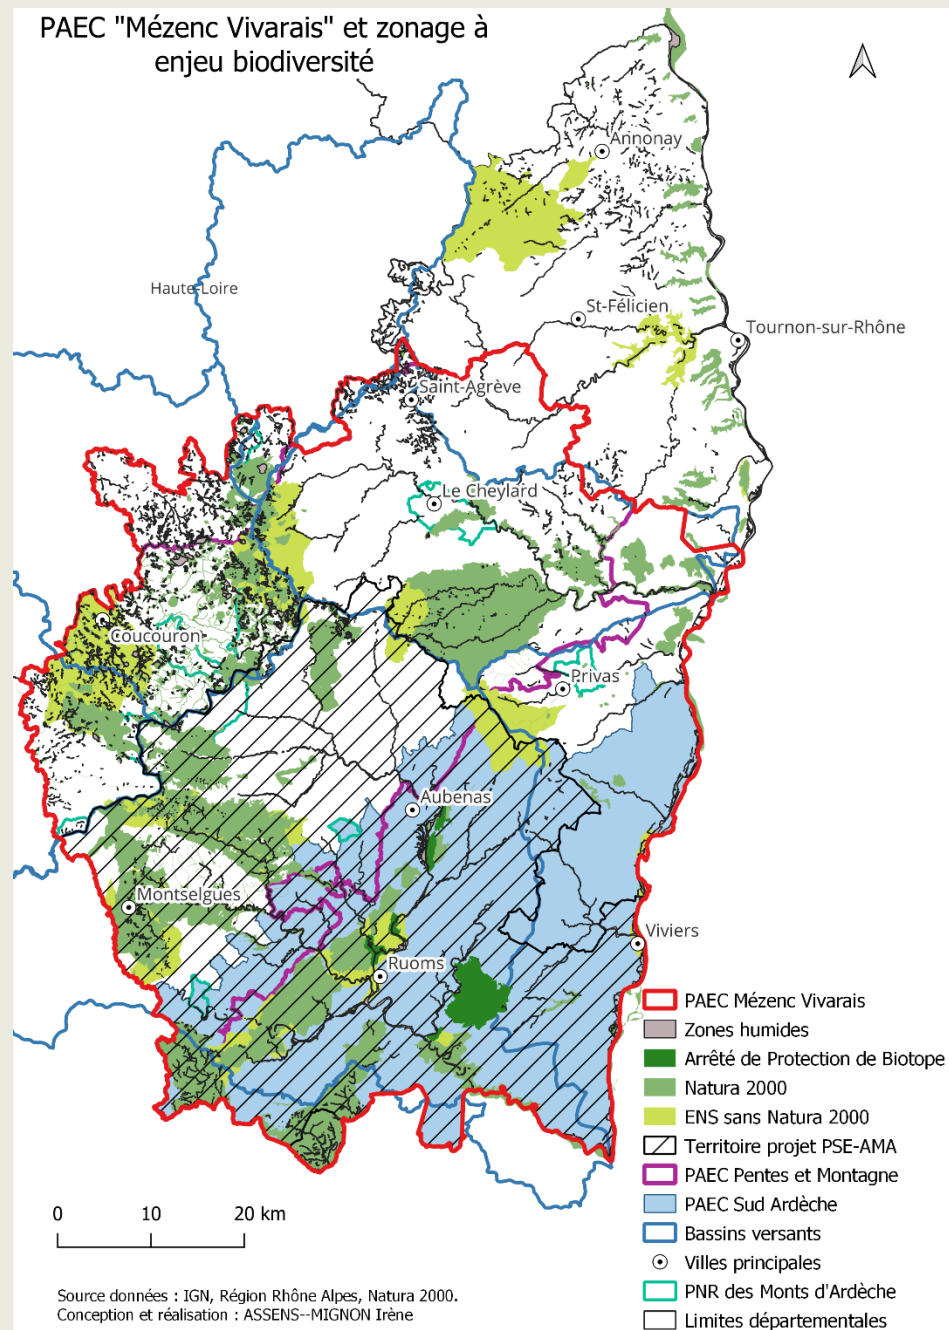 PAEC "Mézenc Vivarais" et zonage à
enjeu biodiversité
Annonay
Haute-Loire
St-Félicien
Tournon-sur-Rhône
Saint-Agrève
Le Cheylard
Coucouron
Privas
Aubenas
Montselgues
Viviers
Ruoms
PAEC Mézenc Vivarais
Zones humides
Arrêté de Protection de Biotope
Natura 2000
ENS sans Natura 2000
Territoire projet PSE-AMA
PAEC Pentes et Montagne
PAEC Sud Ardèche
Bassins versants
Villes principales
PNR des Monts d'Ardèche
Limites départementales
0 10 20 km
Source données : IGN, Région Rhône Alpes, Natura 2000.
Conception et réalisation : ASSENS--MIGNON Irène